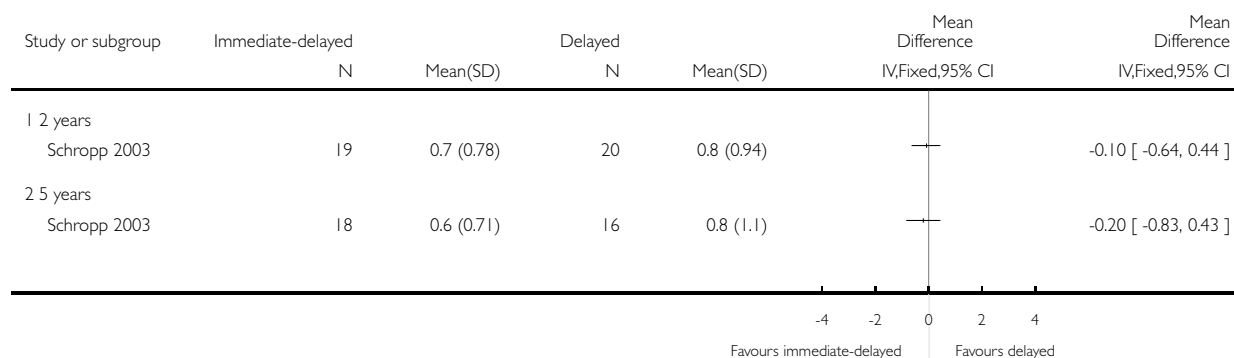 Study or subgroup Immediate-delayed Delayed Mean Difference Mean Difference
N Mean(SD) N Mean(SD) IV,Fixed,95% CI IV,Fixed,95% CI
1 2 years
Schropp 2003 19 0.7 (0.78) 20 0.8 (0.94) -0.10 [ -0.64, 0.44 ]
2 5 years
Schropp 2003 18 0.6 (0.71) 16 0.8 (1.1) -0.20 [ -0.83, 0.43 ]
-4 -2 0 2 4
Favours immediate-delayed Favours delayed